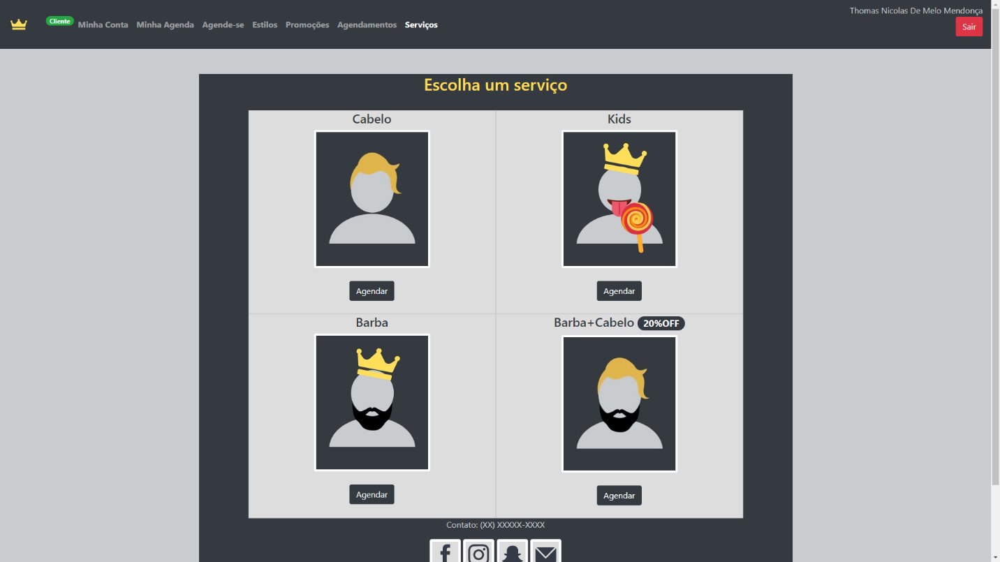 Thomas Nicolas De Melo Mendonça
Cliente Minha Conta Minha Agenda Agende-se Estilos Promoções Agendamentos Serviços
Sair
Escolha um serviço
Cabelo
Kids
Agendar
Agendar
Barba
Barba+Cabelo 20%OFF
Agendar
Agendar
Contato: (XX) XXXXX-XXXX